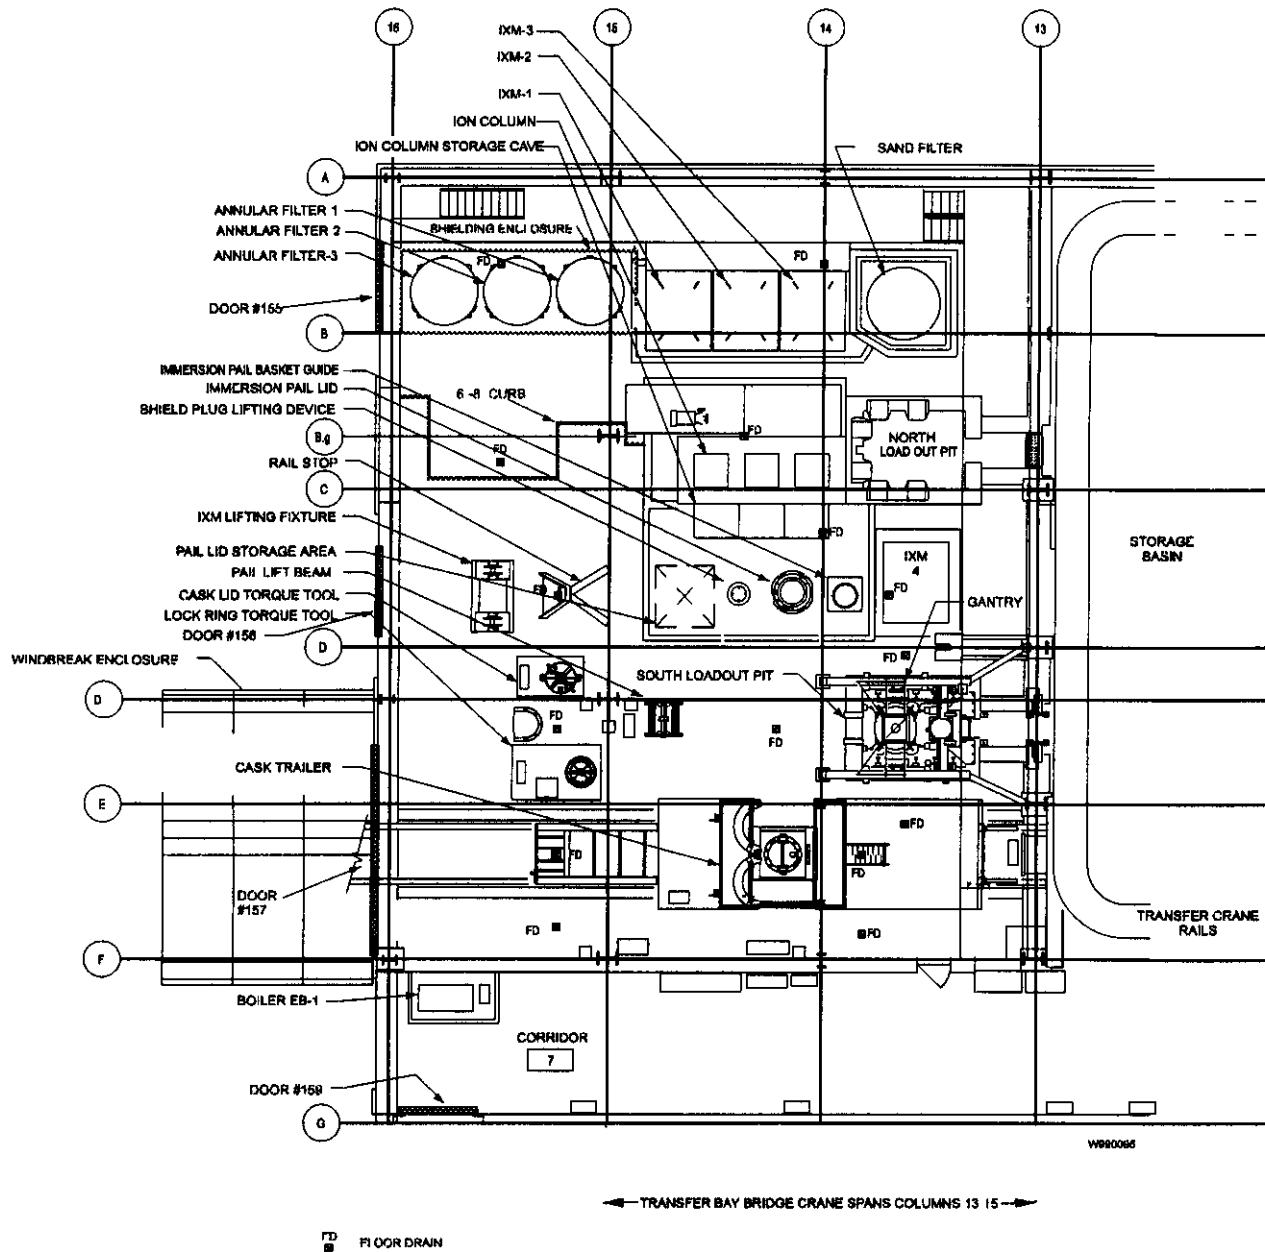 16
15
14
13
IXM-3
IXM-2
IXM-1
ION COLUMN
ION COLUMN STORAGE CAVE
SAND FILTER
A
ANNULAR FILTER 1
ANNULAR FILTER 2
ANNULAR FILTER-3
SHIELDING ENCLOSURE
FD
FD
DOOR #155
B
IMMERSION PAIL BASKET GUIDE
IMMERSION PAIL LID
SHIELD PLUG LIFTING DEVICE
6 -8 CURB
B.g
FD
FD
NORTH
LOAD OUT PIT
RAIL STOP
C
IXM LIFTING FIXTURE
PAIL LID STORAGE AREA
PAIL LIFT BEAM
CASK LID TORQUE TOOL
LOCK RING TORQUE TOOL
DOOR #156
FD
FD
IXM
4
FD
STORAGE
BASIN
GANTRY
D
WINDBREAK ENCLOSURE
SOUTH LOADOUT PIT
FD
D
FD
FD
CASK TRAILER
E
FD
FD
FD
DOOR
#157
FD
FD
TRANSFER CRANE
RAILS
F
BOILER EB-1
CORRIDOR
7
DOOR #159
G
W990095
TRANSFER BAY BRIDGE CRANE SPANS COLUMNS 13 15
FD
FLOOR DRAIN